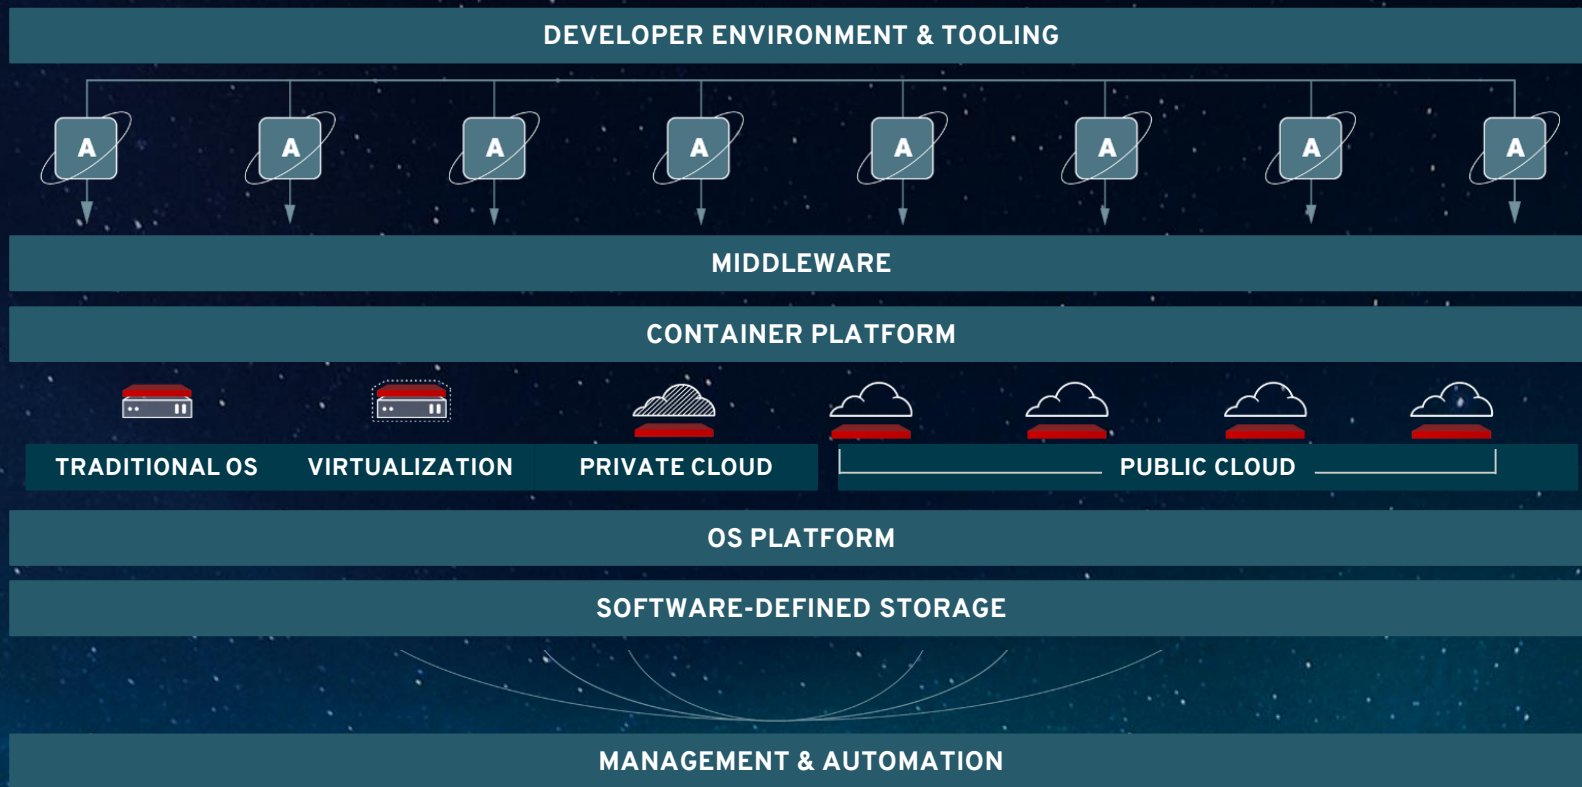 DEVELOPER ENVIRONMENT & TOOLING
A A A A A A A A
MIDDLEWARE
CONTAINER PLATFORM
TRADITIONAL OS VIRTUALIZATION PRIVATE CLOUD PUBLIC CLOUD
OS PLATFORM
SOFTWARE-DEFINED STORAGE
MANAGEMENT & AUTOMATION